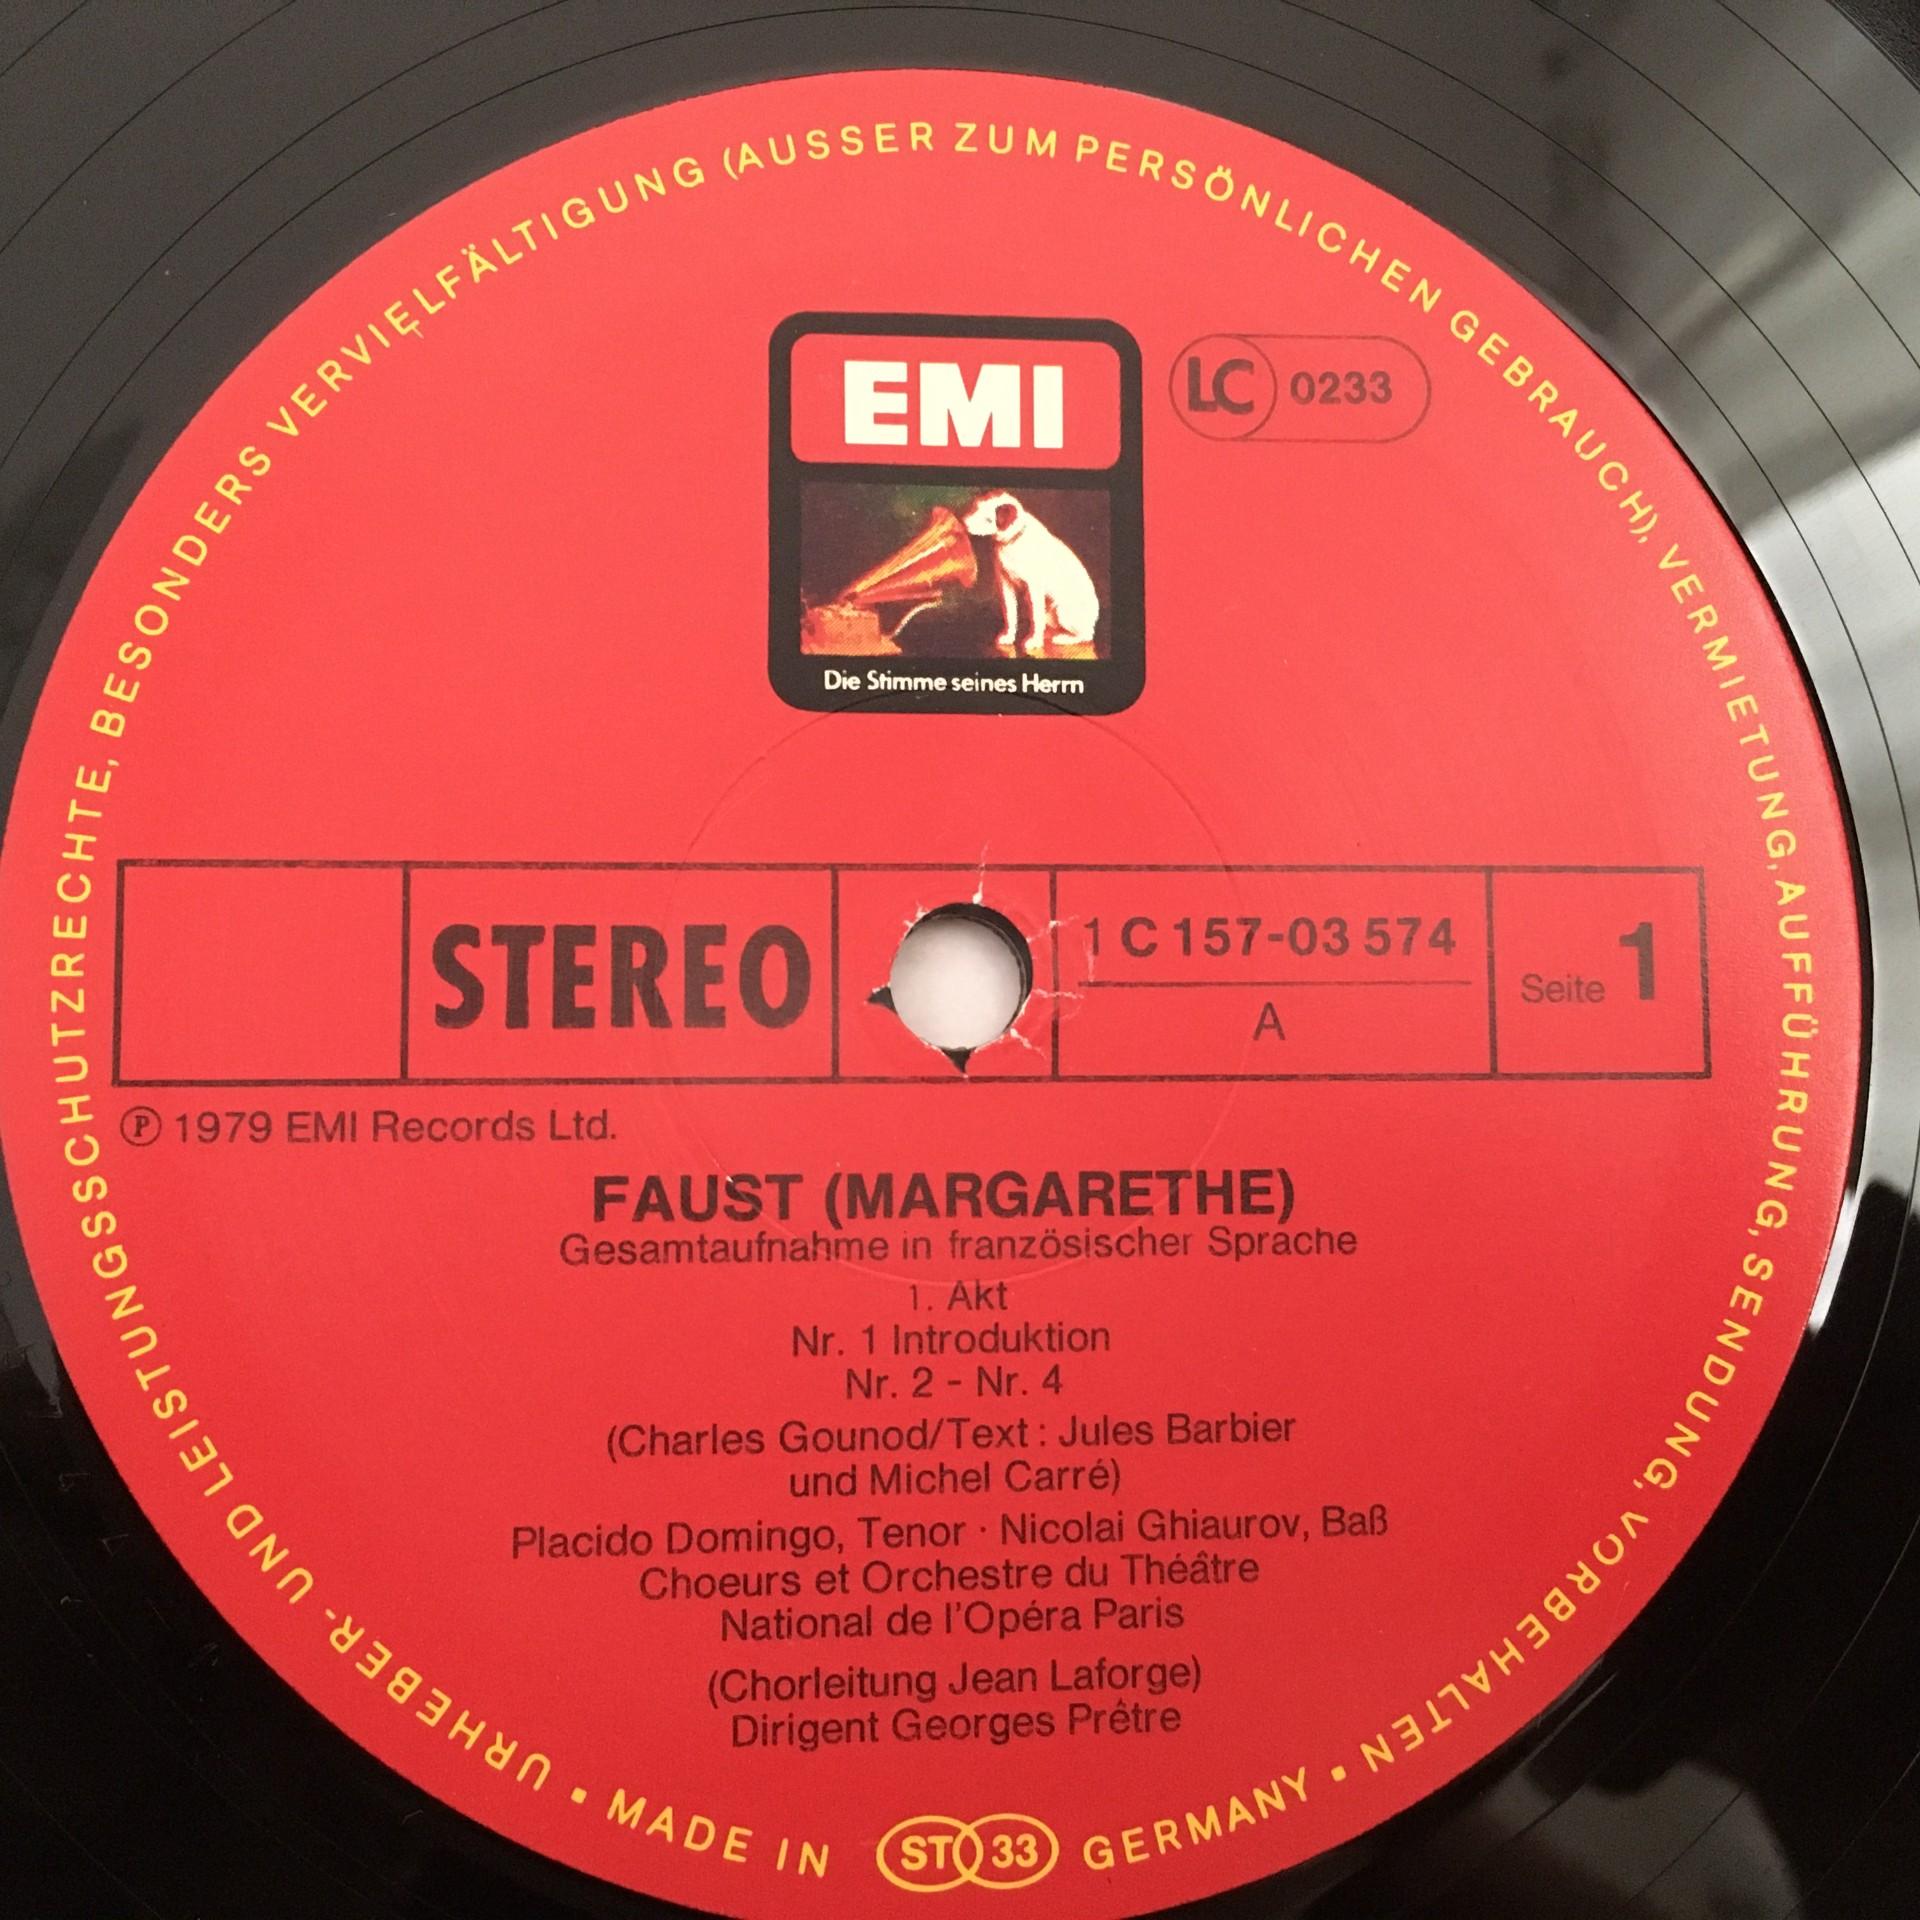 URHEBER- UND LEISTUNGSSCHUTZRECHTE, BESONDERS VERVIELFÄLTIGUNG (AUSSER ZUM PERSÖNLICHEN GEBRAUCH), VERMIETUNG, AUFFÜHRUNG, SENDUNG, VORBEHALTEN
EMI
LC 0233
Die Stimme seines Herrn
STEREO
1 C 157-03 574
A
Seite 1
℗ 1979 EMI Records Ltd.
FAUST (MARGARETHE)
Gesamtaufnahme in französischer Sprache
1. Akt
Nr. 1 Introduktion
Nr. 2 - Nr. 4
(Charles Gounod/Text: Jules Barbier
und Michel Carré)
Placido Domingo, Tenor · Nicolai Ghiaurov, Baß
Choeurs et Orchestre du Théâtre
National de l'Opéra Paris
(Chorleitung Jean Laforge)
Dirigent Georges Prêtre
▪ MADE IN ST 33 GERMANY ▪